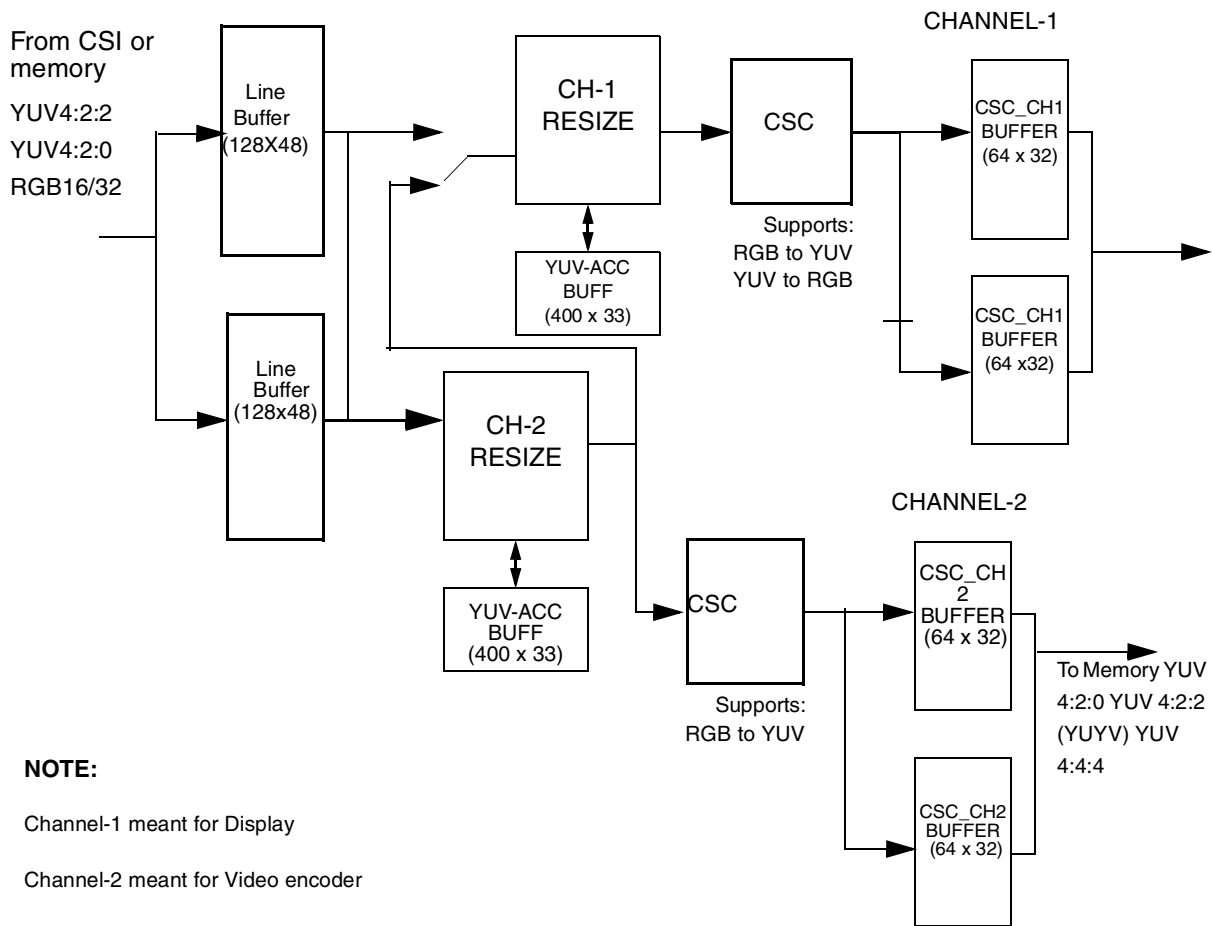 From CSI or
memory
YUV4:2:2
YUV4:2:0
RGB16/32
Line
Buffer
(128X48)
Line
Buffer
(128x48)
CH-1
RESIZE
YUV-ACC
BUFF
(400 x 33)
CSC
Supports:
RGB to YUV
YUV to RGB
CHANNEL-1
CSC_CH1
BUFFER
(64 x 32)
CSC_CH1
BUFFER
(64 x32)
CH-2
RESIZE
YUV-ACC
BUFF
(400 x 33)
CSC
Supports:
RGB to YUV
CHANNEL-2
CSC_CH
2
BUFFER
(64 x 32)
CSC_CH2
BUFFER
(64 x 32)
To Memory YUV
4:2:0 YUV 4:2:2
(YUYV) YUV
4:4:4
NOTE:
Channel-1 meant for Display
Channel-2 meant for Video encoder